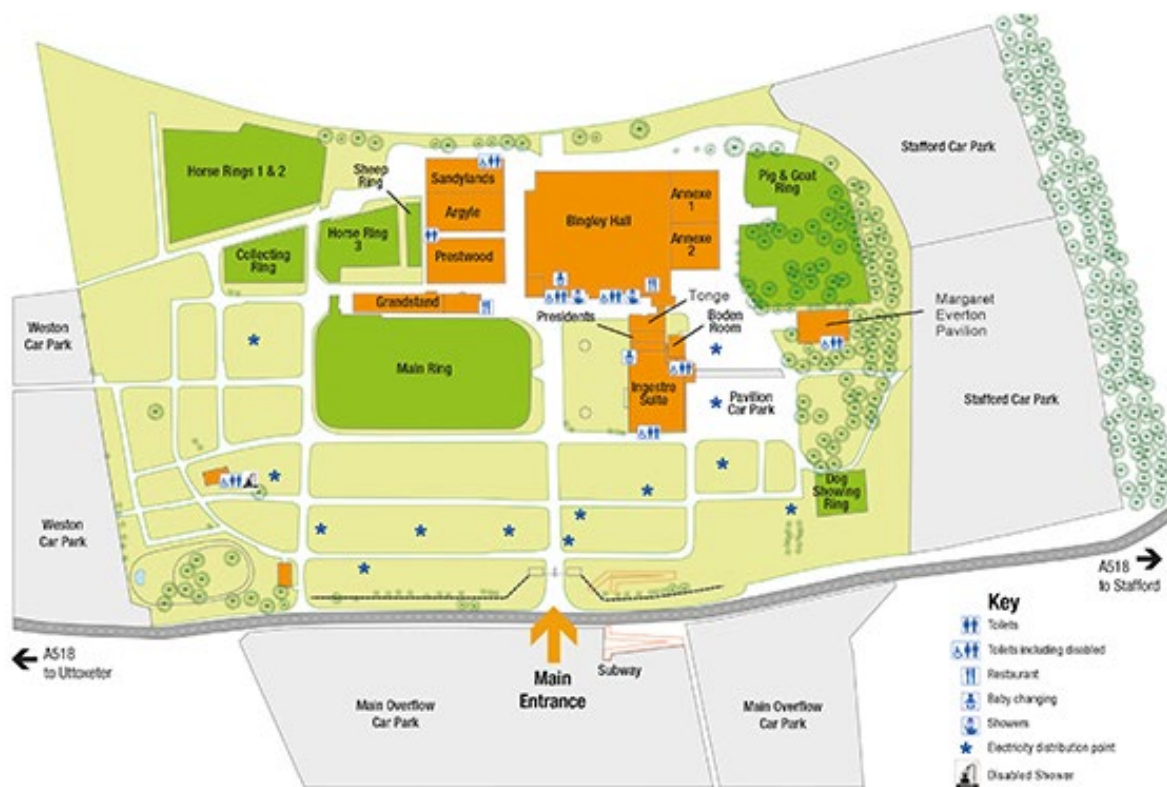 Stafford Car Park
Horse Rings 1 & 2
Sheep
Ring
Sandylands
Argyle
Bingley Hall
Annexe
1
Annexe
2
Pig & Goat
Ring
Horse Ring
3
Prestwood
Collecting
Ring
Grandstand
Tonge
Presidents
Boden
Room
Margaret
Everton
Pavilion
Weston
Car Park
Main Ring
Ingestre
Suite
Pavilion
Car Park
Stafford Car Park
Dog
Showing
Ring
Weston
Car Park
A518
to Stafford
A518
to Uttoxeter
Main
Entrance
Subway
Main Overflow
Car Park
Main Overflow
Car Park
Key
Toilets
Toilets including disabled
Restaurant
Baby changing
Showers
Electricity distribution point
Disabled Shower